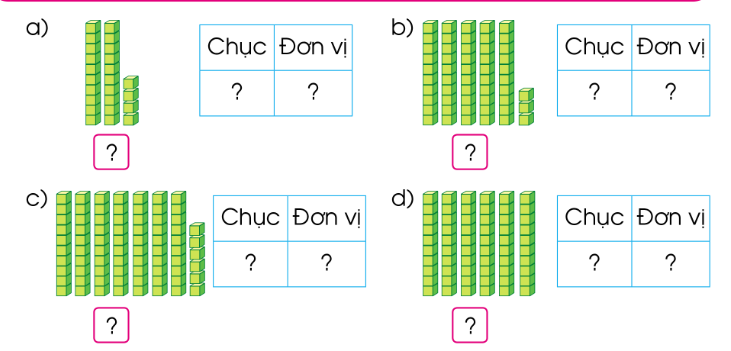 a)
Chục Đơn vị
? ?
?
b)
Chục Đơn vị
? ?
?
c)
Chục Đơn vị
? ?
?
d)
Chục Đơn vị
? ?
?